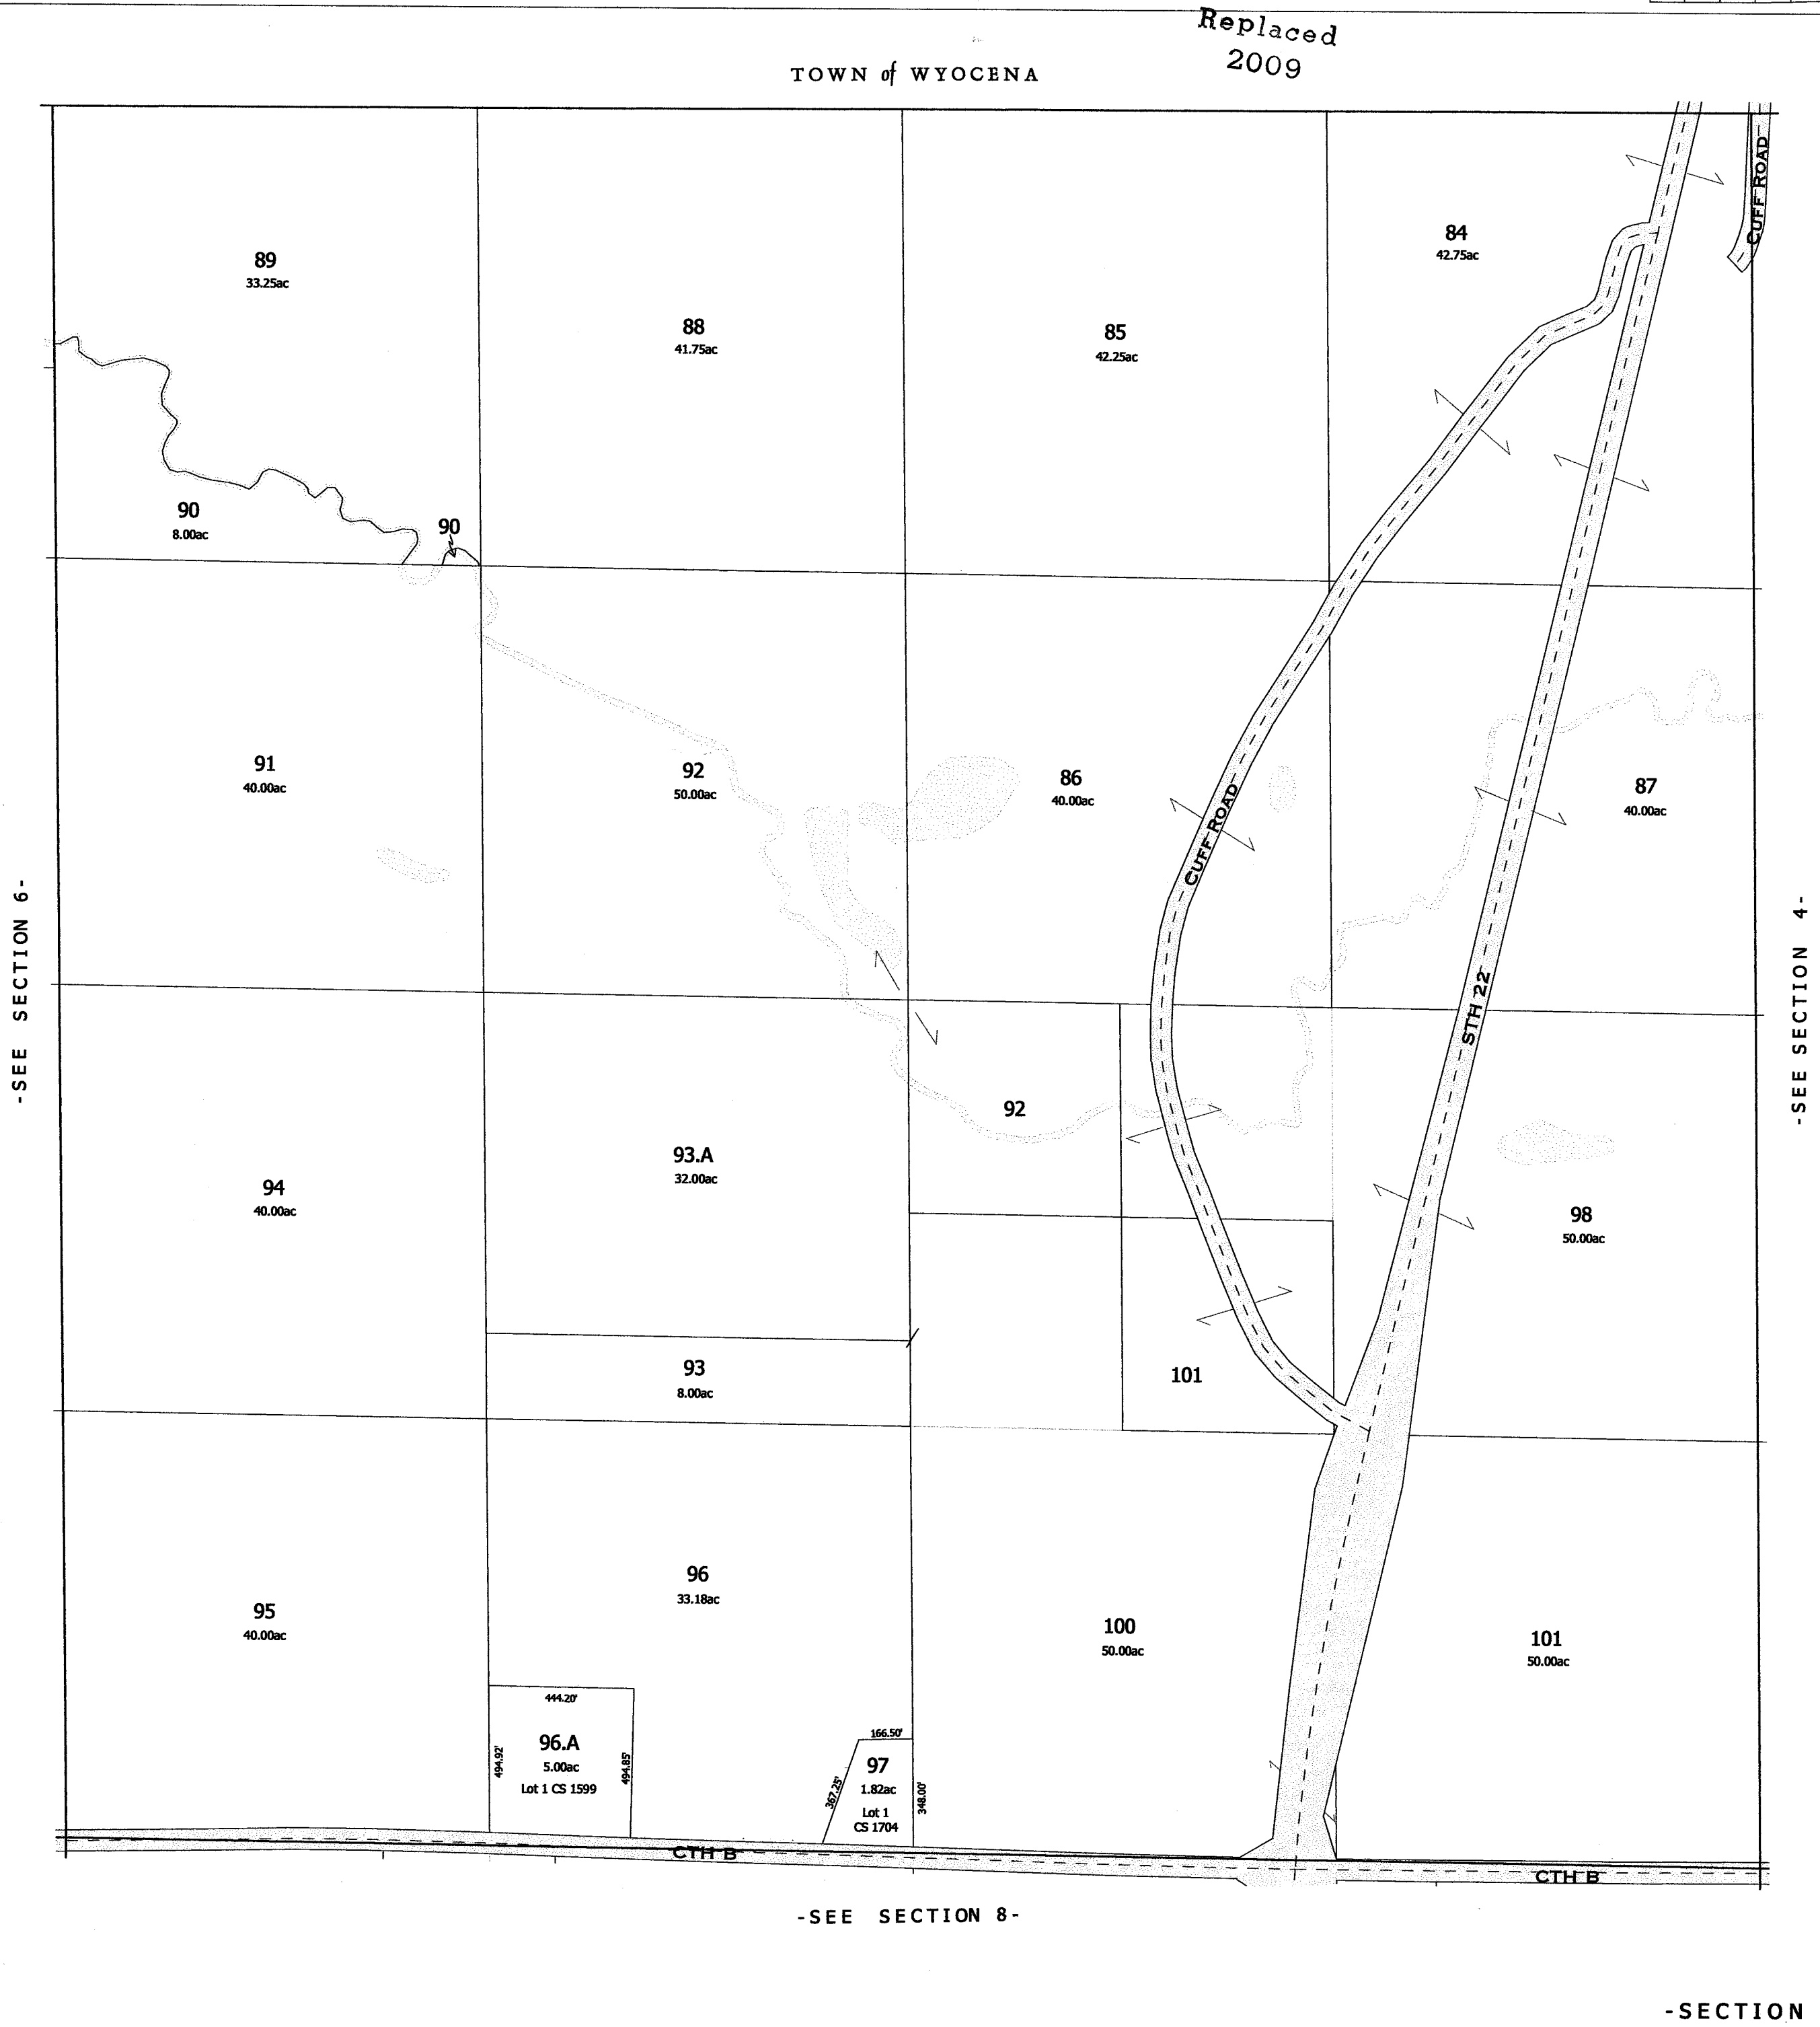 Replaced
2009
TOWN of WYOCENA
CUFF ROAD
84
42.75ac
89
33.25ac
88
41.75ac
85
42.25ac
90
8.00ac
90
91
40.00ac
92
50.00ac
86
40.00ac
CUFF ROAD
87
40.00ac
-SEE SECTION 6-
-SEE SECTION 4-
STH 22
92
93.A
32.00ac
94
40.00ac
98
50.00ac
93
8.00ac
101
96
33.18ac
95
40.00ac
100
50.00ac
101
50.00ac
444.20'
494.92'
96.A
5.00ac
Lot 1 CS 1599
494.85'
166.50'
367.25'
97
1.82ac
Lot 1
CS 1704
348.00'
CTH B
CTH B
-SEE SECTION 8-
-SECTION